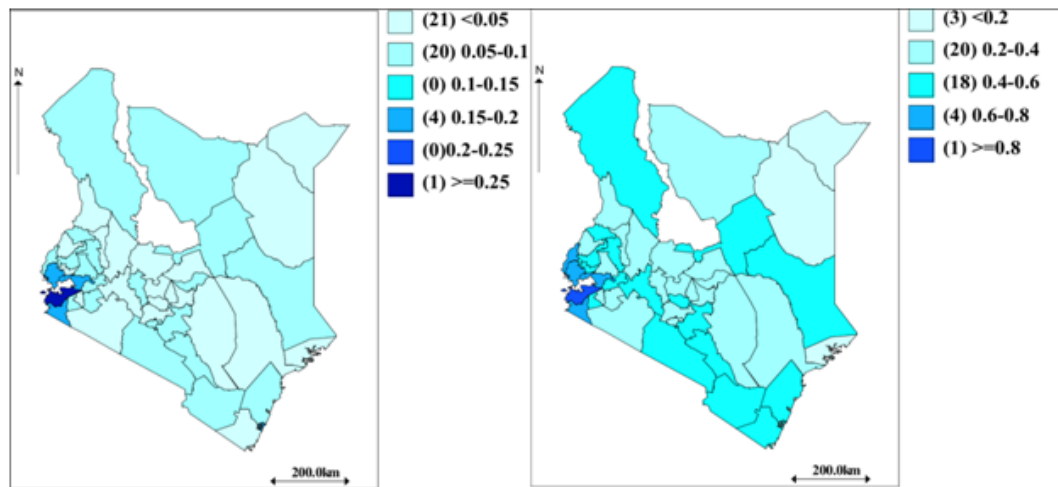 (21) <0.05
(20) 0.05-0.1
(0) 0.1-0.15
(4) 0.15-0.2
(0)0.2-0.25
(1) >=0.25
N
200.0km
(3) <0.2
(20) 0.2-0.4
(18) 0.4-0.6
(4) 0.6-0.8
(1) >=0.8
N
200.0km